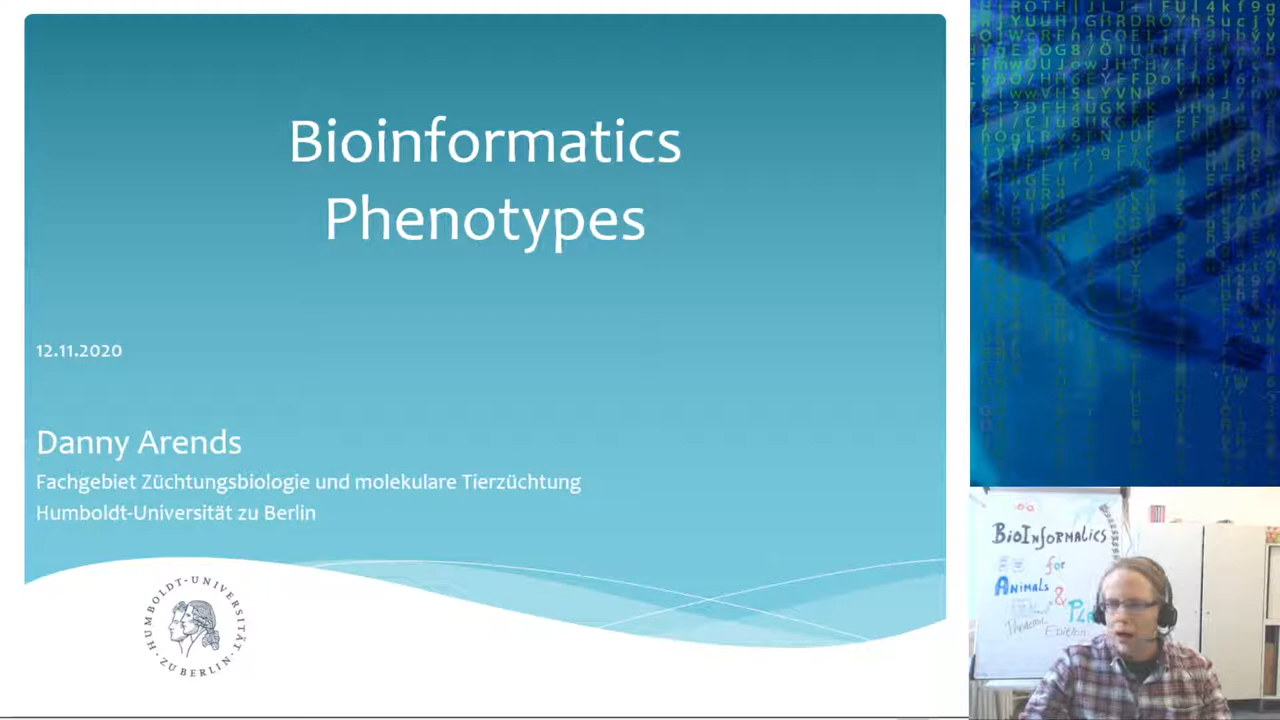 Bioinformatics
Phenotypes
12.11.2020
Danny Arends
Fachgebiet Züchtungsbiologie und molekulare Tierzüchtung
Humboldt-Universität zu Berlin
HUMBOLDT-UNIVERSITÄT
ZU BERLIN
BioInformatics
for
Animals
&
Edition